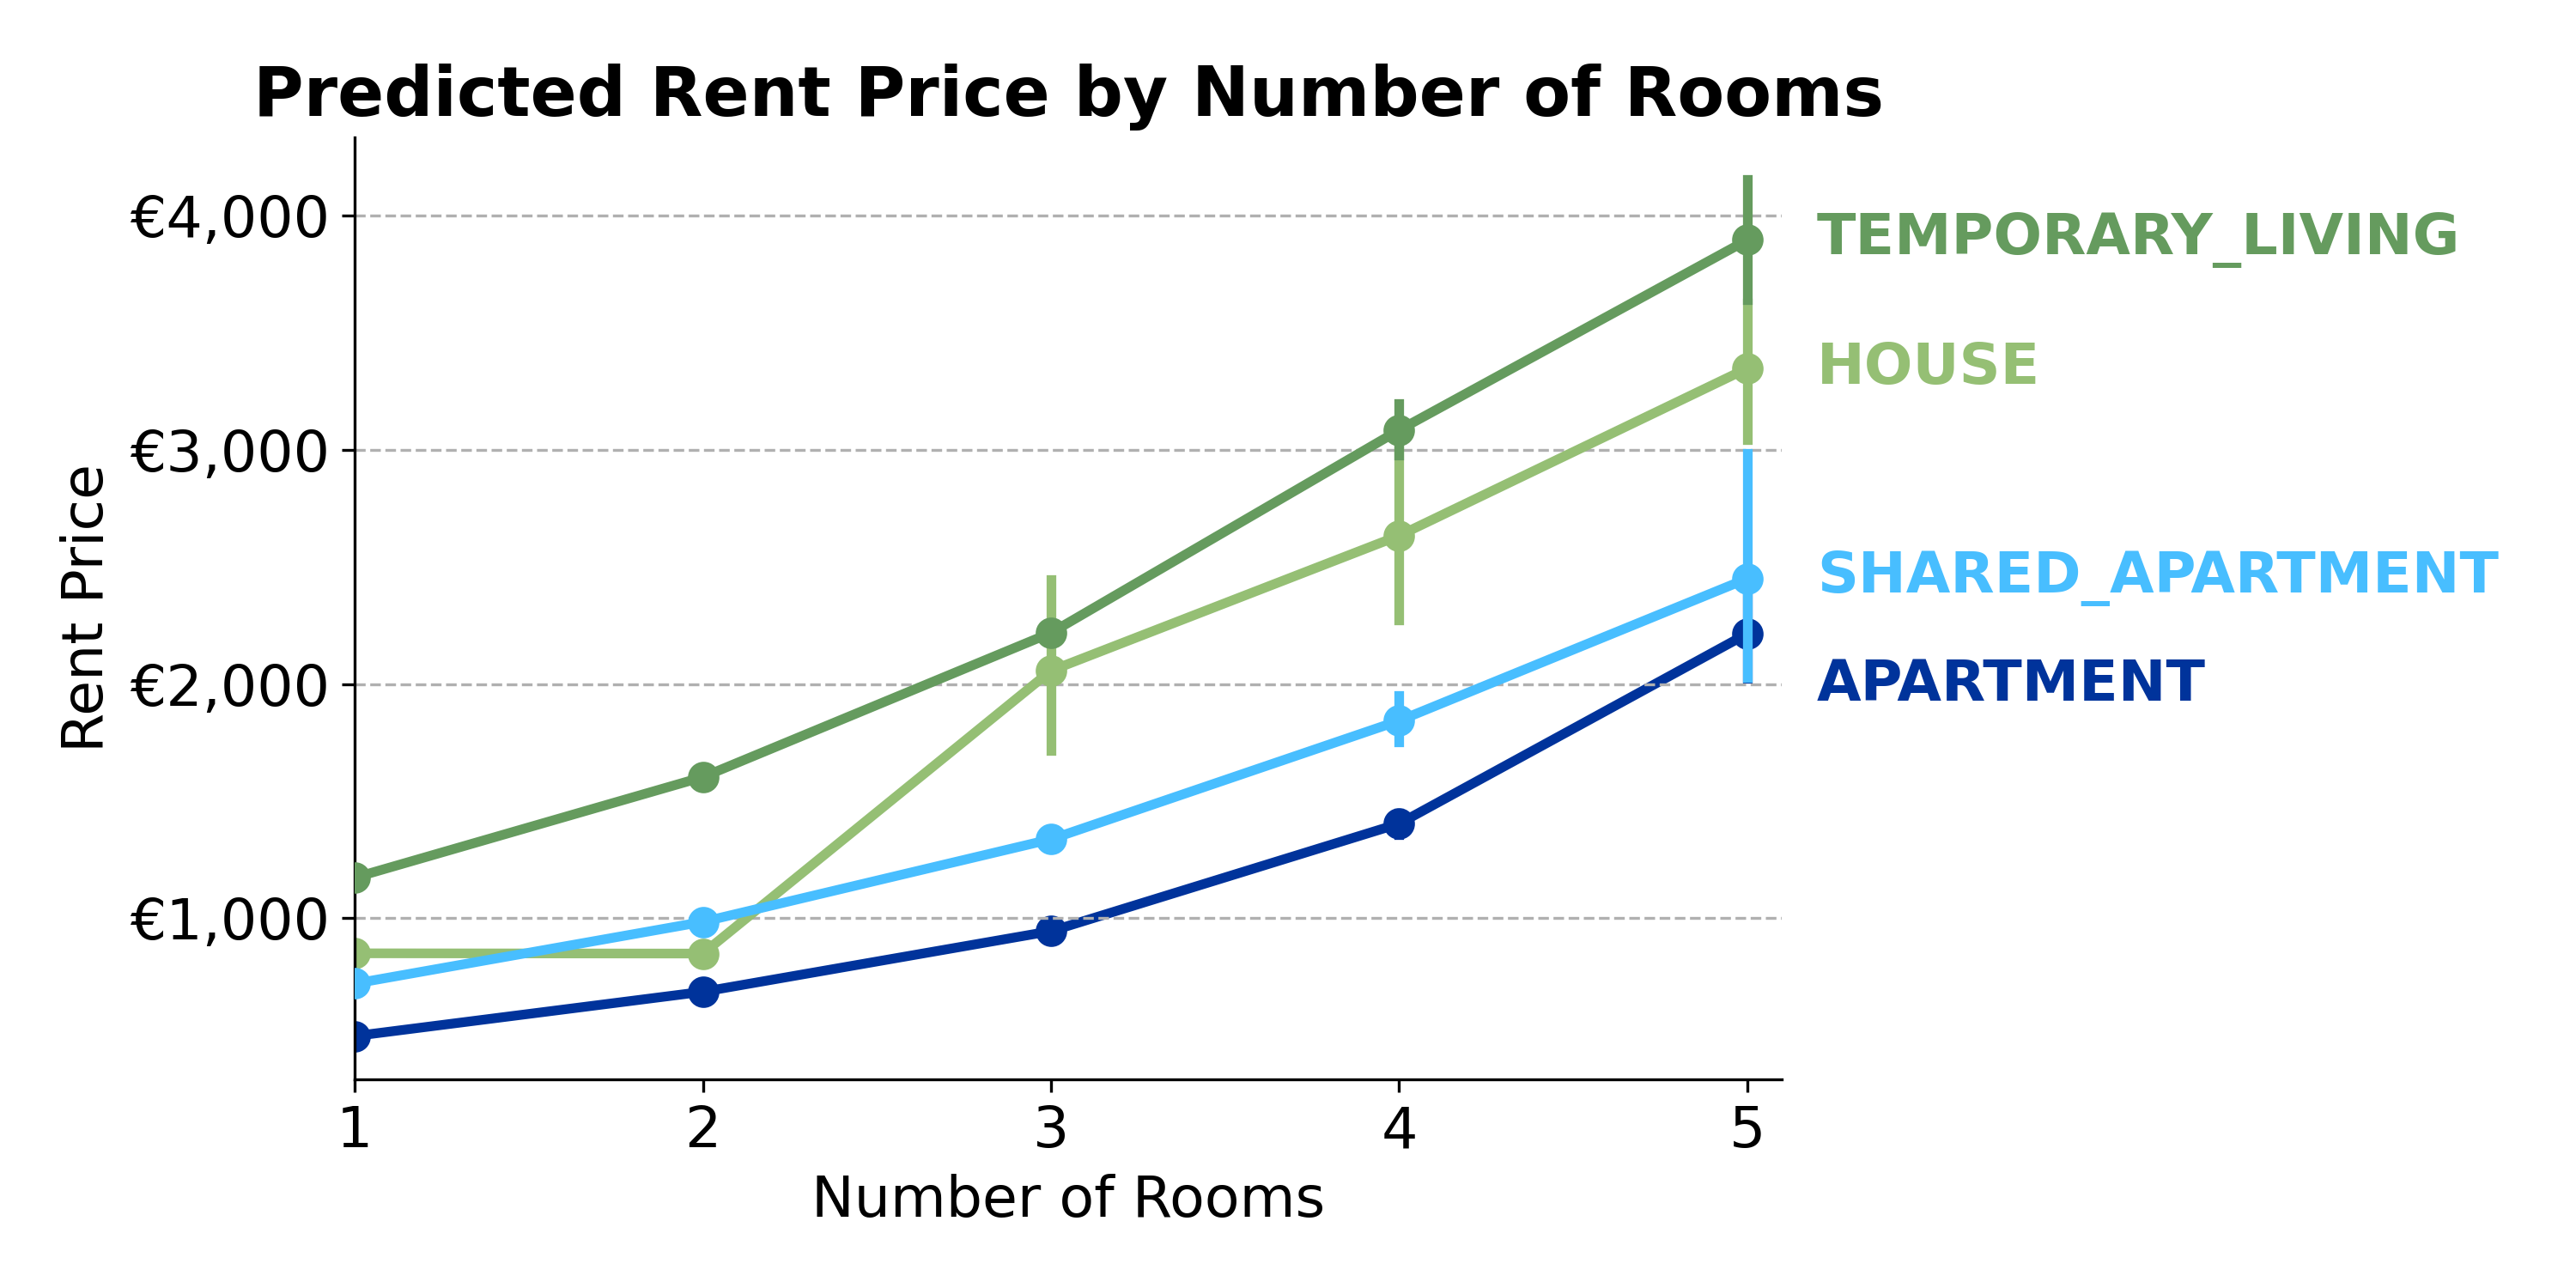 Predicted Rent Price by Number of Rooms
€4,000
€3,000
€2,000
€1,000
Rent Price
1 2 3 4 5
Number of Rooms
TEMPORARY_LIVING
HOUSE
SHARED_APARTMENT
APARTMENT